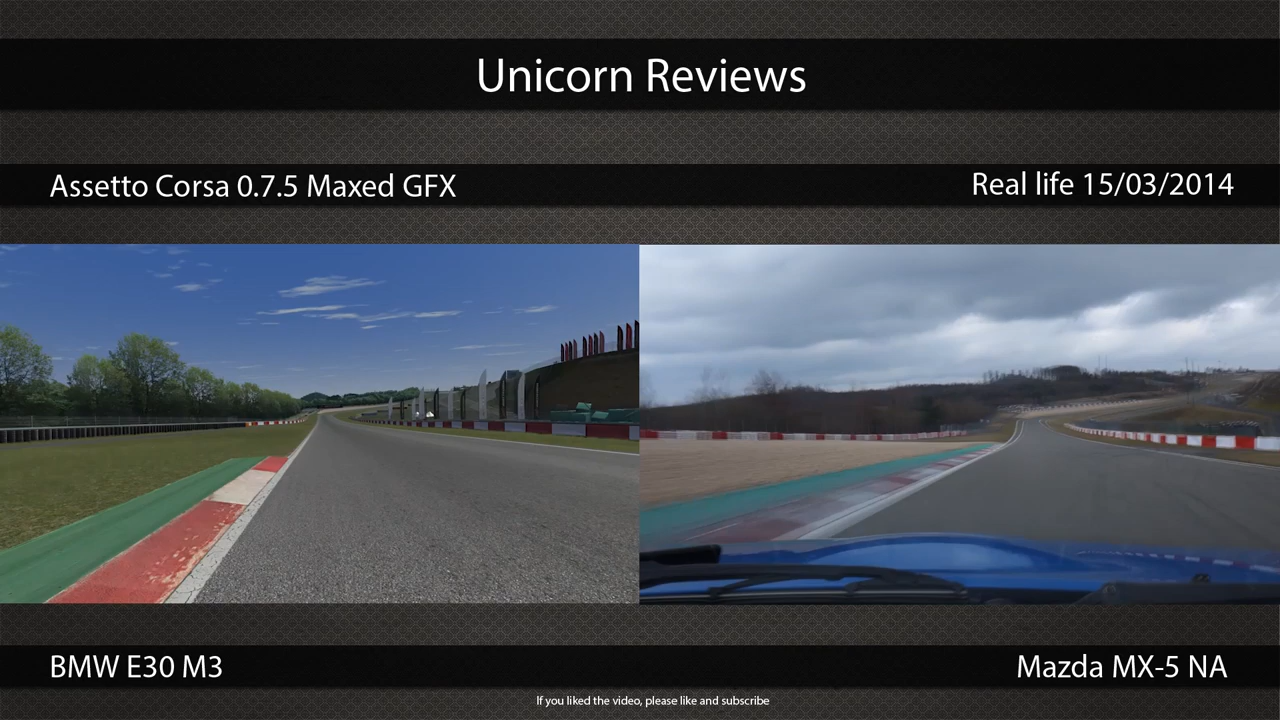 Unicorn Reviews
Assetto Corsa 0.7.5 Maxed GFX
Real life 15/03/2014
BMW E30 M3
Mazda MX-5 NA
If you liked the video, please like and subscribe